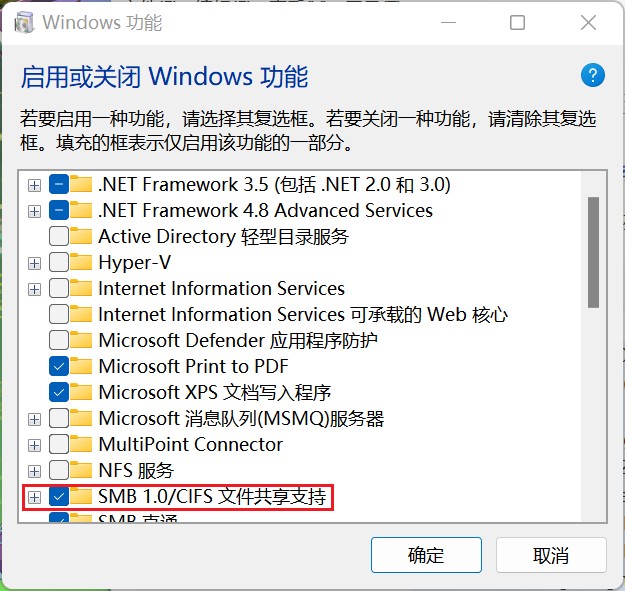 Windows 功能
启用或关闭 Windows 功能
?
若要启用一种功能，请选择其复选框。若要关闭一种功能，请清除其复选
框。填充的框表示仅启用该功能的一部分。
.NET Framework 3.5 (包括 .NET 2.0 和 3.0)
.NET Framework 4.8 Advanced Services
Active Directory 轻型目录服务
Hyper-V
Internet Information Services
Internet Information Services 可承载的 Web 核心
Microsoft Defender 应用程序防护
Microsoft Print to PDF
Microsoft XPS 文档写入程序
Microsoft 消息队列(MSMQ)服务器
MultiPoint Connector
NFS 服务
SMB 1.0/CIFS 文件共享支持
SMB 直通
确定
取消